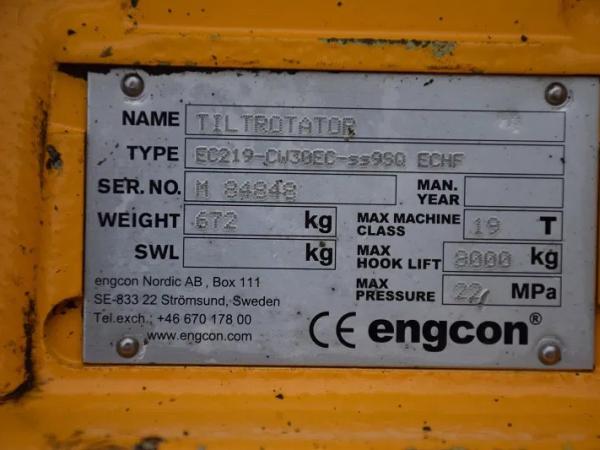 NAME TILTROTATOR
TYPE EC219-CW30EC-ss9SQ ECHF
SER.NO. M 84848 MAN. YEAR
WEIGHT 672 kg MAX MACHINE CLASS 19 T
SWL kg MAX HOOK LIFT 8000 kg
MAX PRESSURE 22 MPa
engcon Nordic AB, Box 111
SE-833 22 Strömsund, Sweden
Tel.exch.: +46 670 178 00
www.engcon.com
CE engcon®